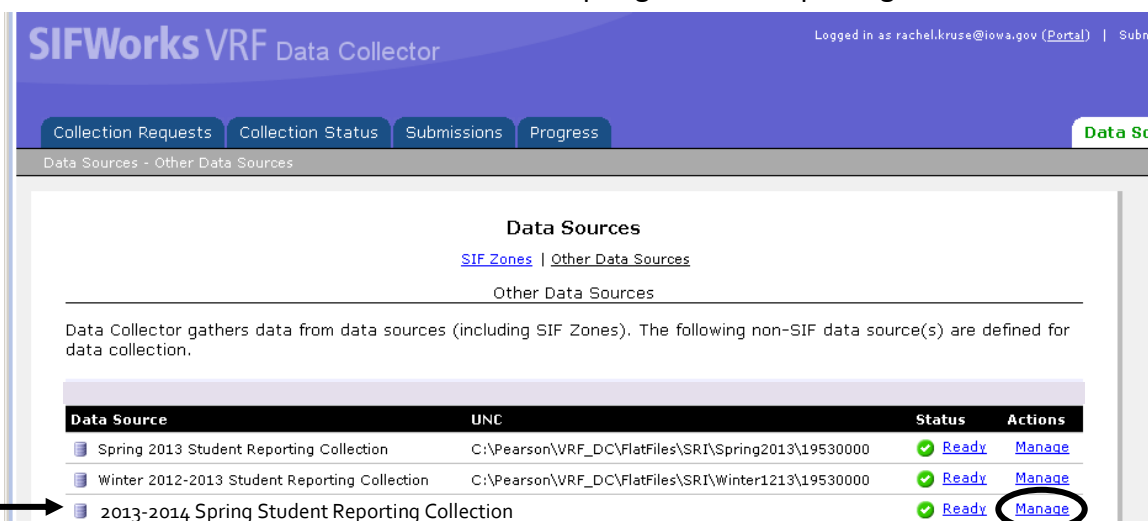 SIFWorks VRF Data Collector
Logged in as rachel.kruse@iowa.gov (Portal) | Subm
Collection Requests Collection Status Submissions Progress Data So
Data Sources - Other Data Sources
Data Sources
SIF Zones | Other Data Sources
Other Data Sources
Data Collector gathers data from data sources (including SIF Zones). The following non-SIF data source(s) are defined for
data collection.
Data Source UNC Status Actions
Spring 2013 Student Reporting Collection C:\Pearson\VRF_DC\FlatFiles\SRI\Spring2013\19530000 Ready Manage
Winter 2012-2013 Student Reporting Collection C:\Pearson\VRF_DC\FlatFiles\SRI\Winter1213\19530000 Ready Manage
2013-2014 Spring Student Reporting Collection Ready Manage